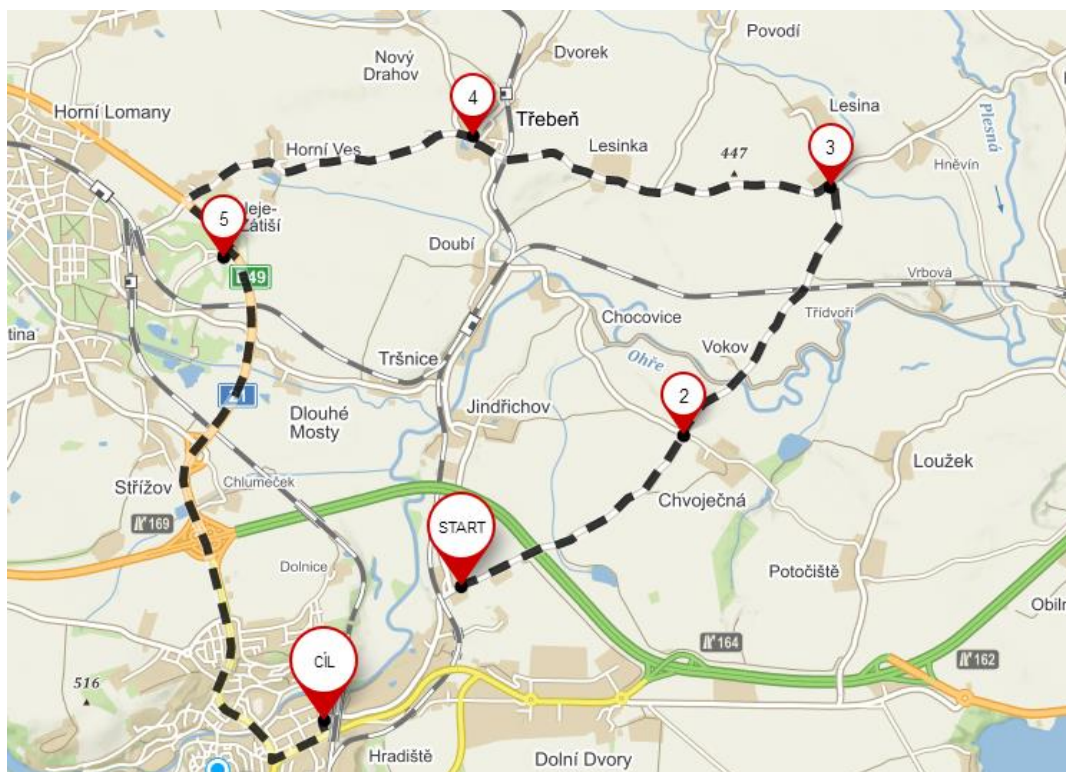 Povodí
Nový
Drahov
Dvorek
Horní Lomany
4
Třebeň
Lesina
Horní Ves
Lesinka
447
3
Plesná
Hněvín
5
Zátiší
Doubí
Vrbová
Chocovice
Třídvoří
tina
Tršnice
Ohře
Vokov
2
Jindřichov
Dlouhé
Mosty
Loužek
Střížov
Chlumeček
Chvoječná
169
START
Dolnice
Potočiště
Obiln
CÍL
164
162
516
Hradiště
Dolní Dvory